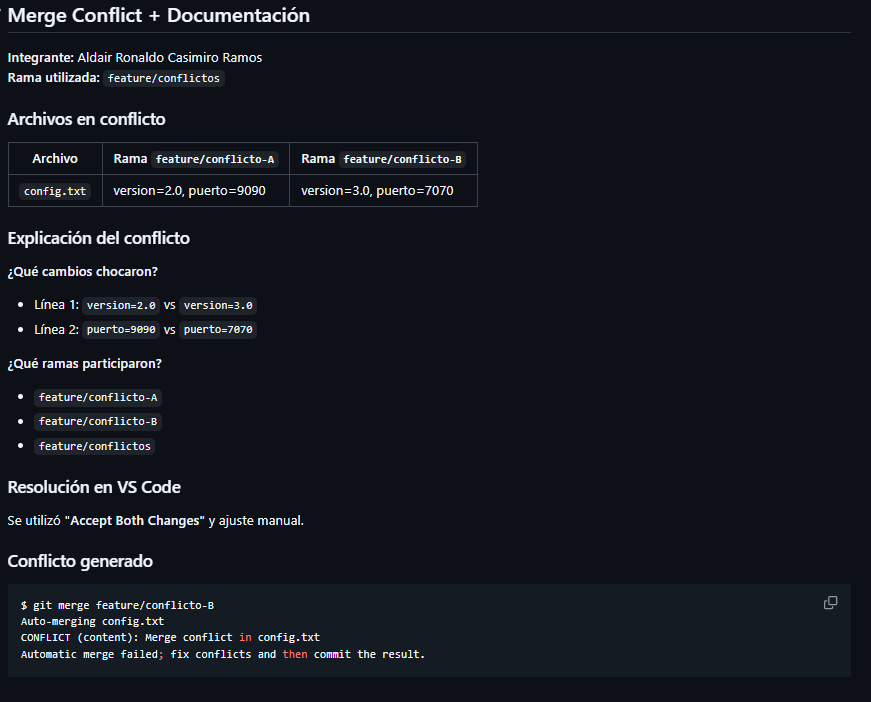 Merge Conflict + Documentación
Integrante: Aldair Ronaldo Casimiro Ramos
Rama utilizada: feature/conflictos
Archivos en conflicto
Archivo Rama feature/conflicto-A Rama feature/conflicto-B
config.txt version=2.0, puerto=9090 version=3.0, puerto=7070
Explicación del conflicto
¿Qué cambios chocaron?
• Línea 1: version=2.0 vs version=3.0
• Línea 2: puerto=9090 vs puerto=7070
¿Qué ramas participaron?
• feature/conflicto-A
• feature/conflicto-B
• feature/conflictos
Resolución en VS Code
Se utilizó "Accept Both Changes" y ajuste manual.
Conflicto generado
$ git merge feature/conflicto-B
Auto-merging config.txt
CONFLICT (content): Merge conflict in config.txt
Automatic merge failed; fix conflicts and then commit the result.